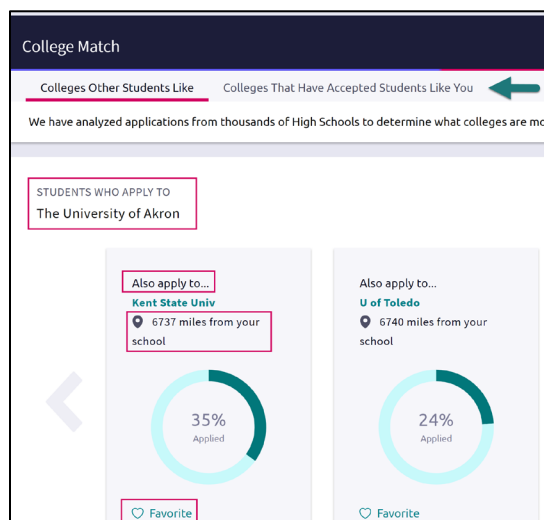 College Match
Colleges Other Students Like Colleges That Have Accepted Students Like You
We have analyzed applications from thousands of High Schools to determine what colleges are
STUDENTS WHO APPLY TO
The University of Akron
Also apply to...
Kent State Univ
6737 miles from your
school
35%
Applied
Favorite
Also apply to...
U of Toledo
6740 miles from your
school
24%
Applied
Favorite